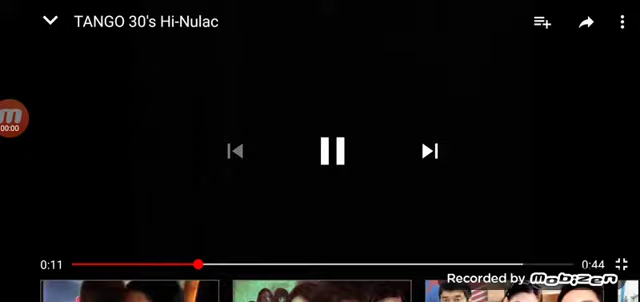 TANGO 30's Hi-Nulac
00:00
0:11
0:44
Recorded by MOBIZEN